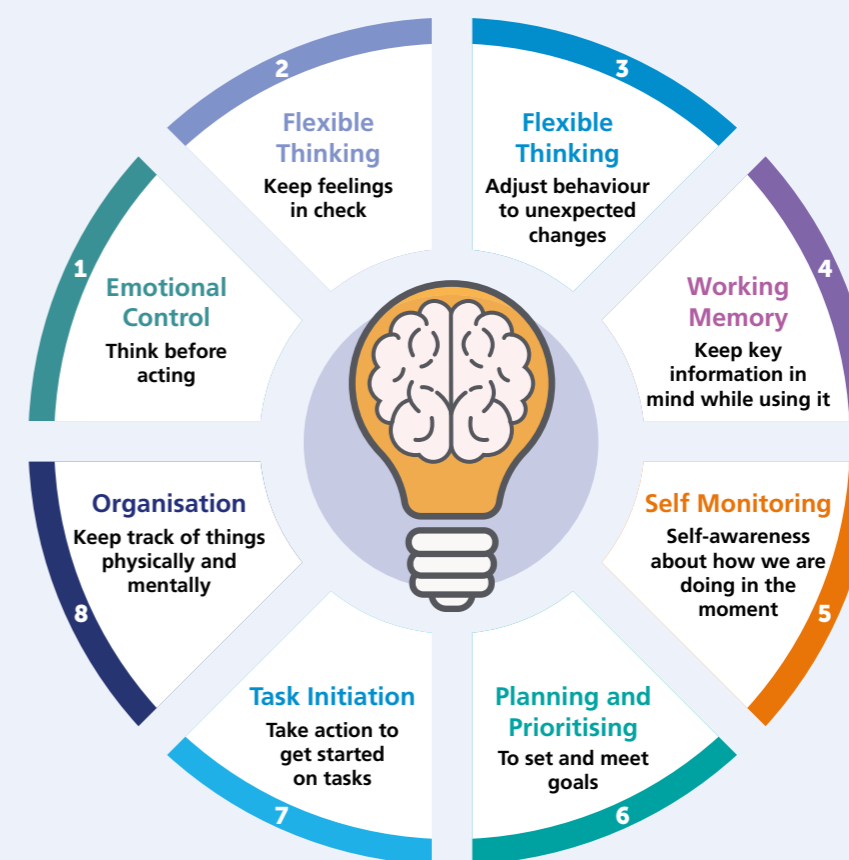 1
Emotional
Control
Think before
acting
2
Flexible
Thinking
Keep feelings
in check
3
Flexible
Thinking
Adjust behaviour
to unexpected
changes
4
Working
Memory
Keep key
information in
mind while using it
5
Self Monitoring
Self-awareness
about how we are
doing in the
moment
6
Planning and
Prioritising
To set and meet
goals
7
Task Initiation
Take action to
get started
on tasks
8
Organisation
Keep track of things
physically and
mentally